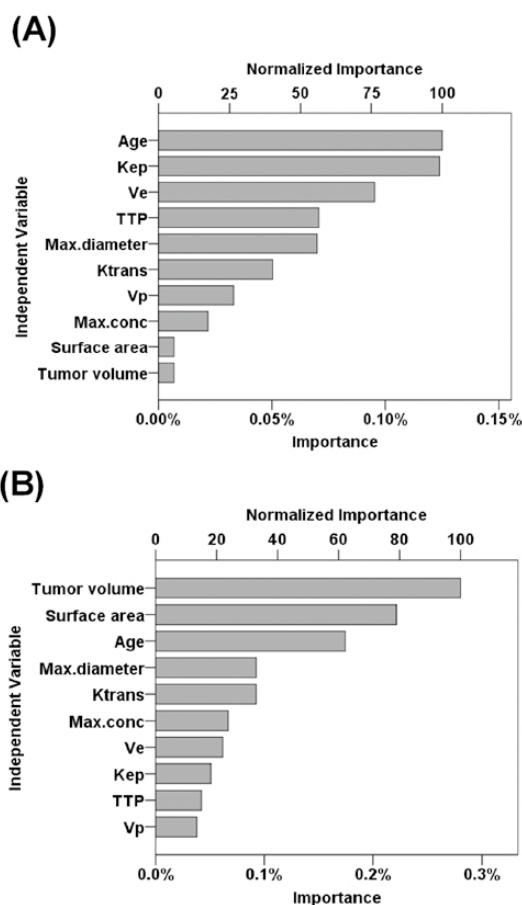 (A)
Normalized Importance
0 25 50 75 100
Independent Variable
Age
Kep
Ve
TTP
Max.diameter
Ktrans
Vp
Max.conc
Surface area
Tumor volume
0.00% 0.05% 0.10% 0.15%
Importance
(B)
Normalized Importance
0 20 40 60 80 100
Independent Variable
Tumor volume
Surface area
Age
Max.diameter
Ktrans
Max.conc
Ve
Kep
TTP
Vp
0.0% 0.1% 0.2% 0.3%
Importance